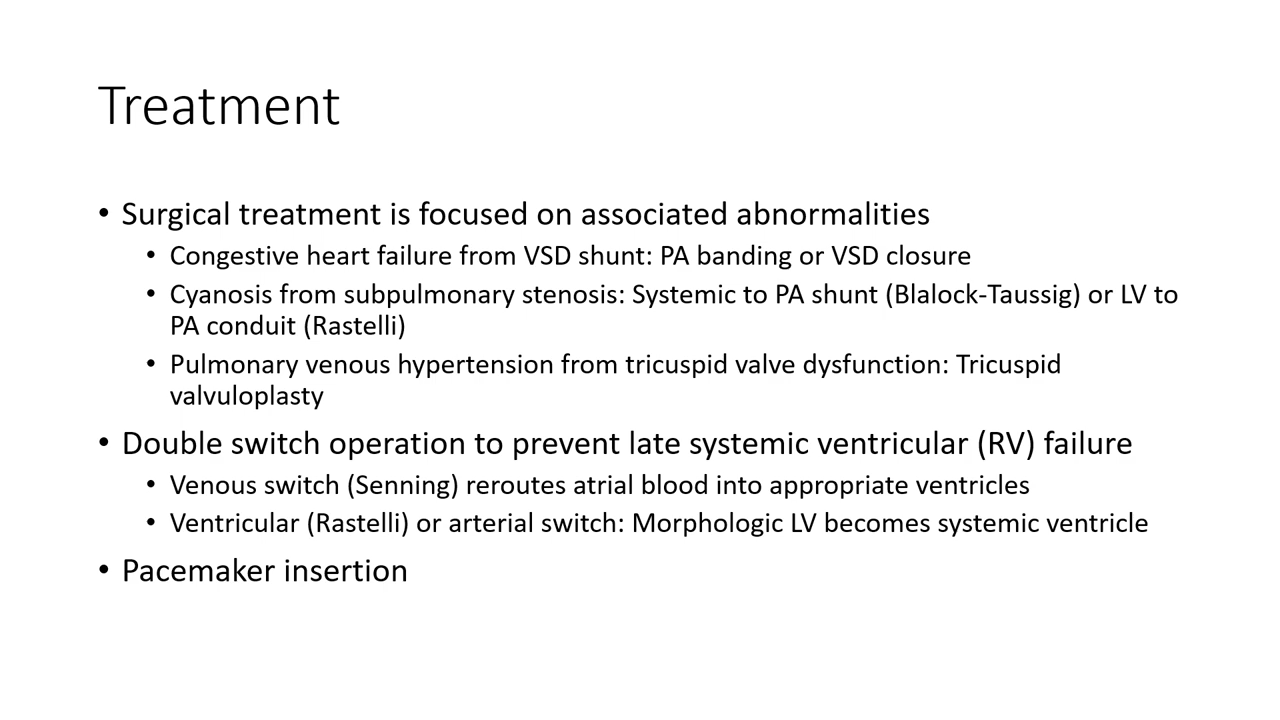 Treatment
• Surgical treatment is focused on associated abnormalities
• Congestive heart failure from VSD shunt: PA banding or VSD closure
• Cyanosis from subpulmonary stenosis: Systemic to PA shunt (Blalock-Taussig) or LV to
PA conduit (Rastelli)
• Pulmonary venous hypertension from tricuspid valve dysfunction: Tricuspid
valvuloplasty
• Double switch operation to prevent late systemic ventricular (RV) failure
• Venous switch (Senning) reroutes atrial blood into appropriate ventricles
• Ventricular (Rastelli) or arterial switch: Morphologic LV becomes systemic ventricle
• Pacemaker insertion